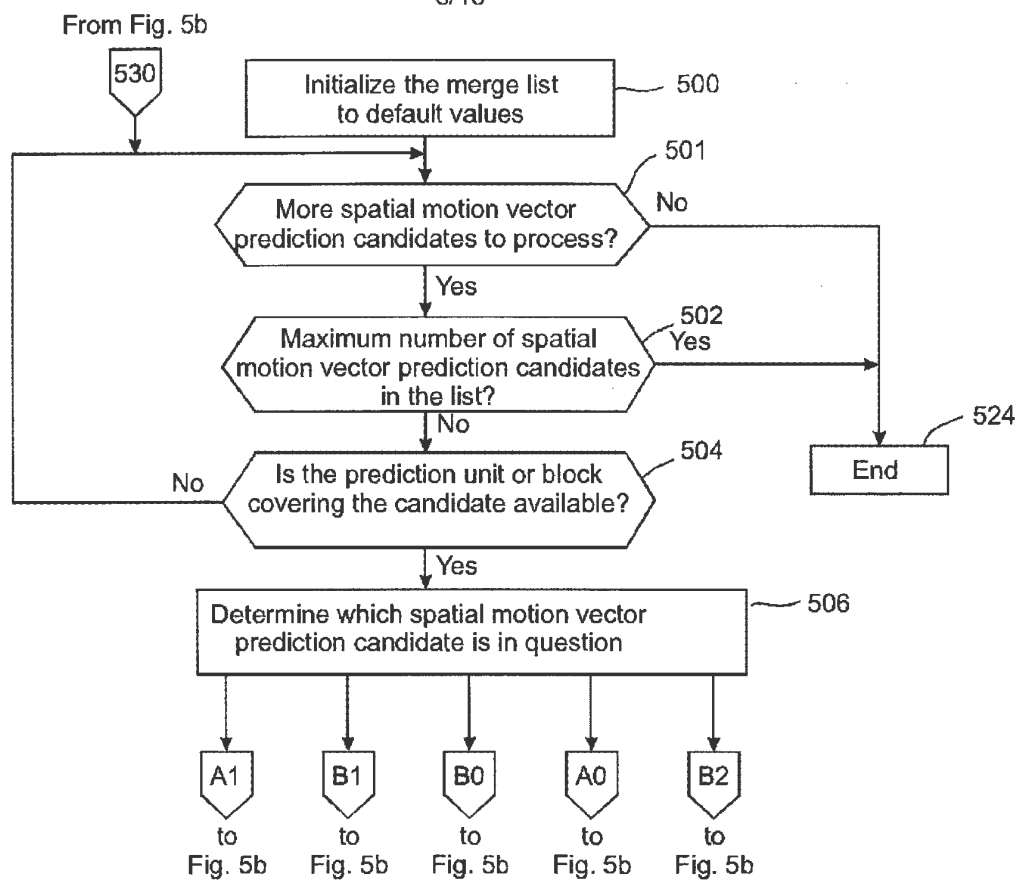 From Fig. 5b
530
Initialize the merge list
to default values
500
501
More spatial motion vector
prediction candidates to process?
No
Yes
502
Maximum number of spatial
motion vector prediction candidates
in the list?
Yes
No
504
Is the prediction unit or block
covering the candidate available?
No
524
End
Yes
506
Determine which spatial motion vector
prediction candidate is in question
A1
B1
B0
A0
B2
to
Fig. 5b
to
Fig. 5b
to
Fig. 5b
to
Fig. 5b
to
Fig. 5b